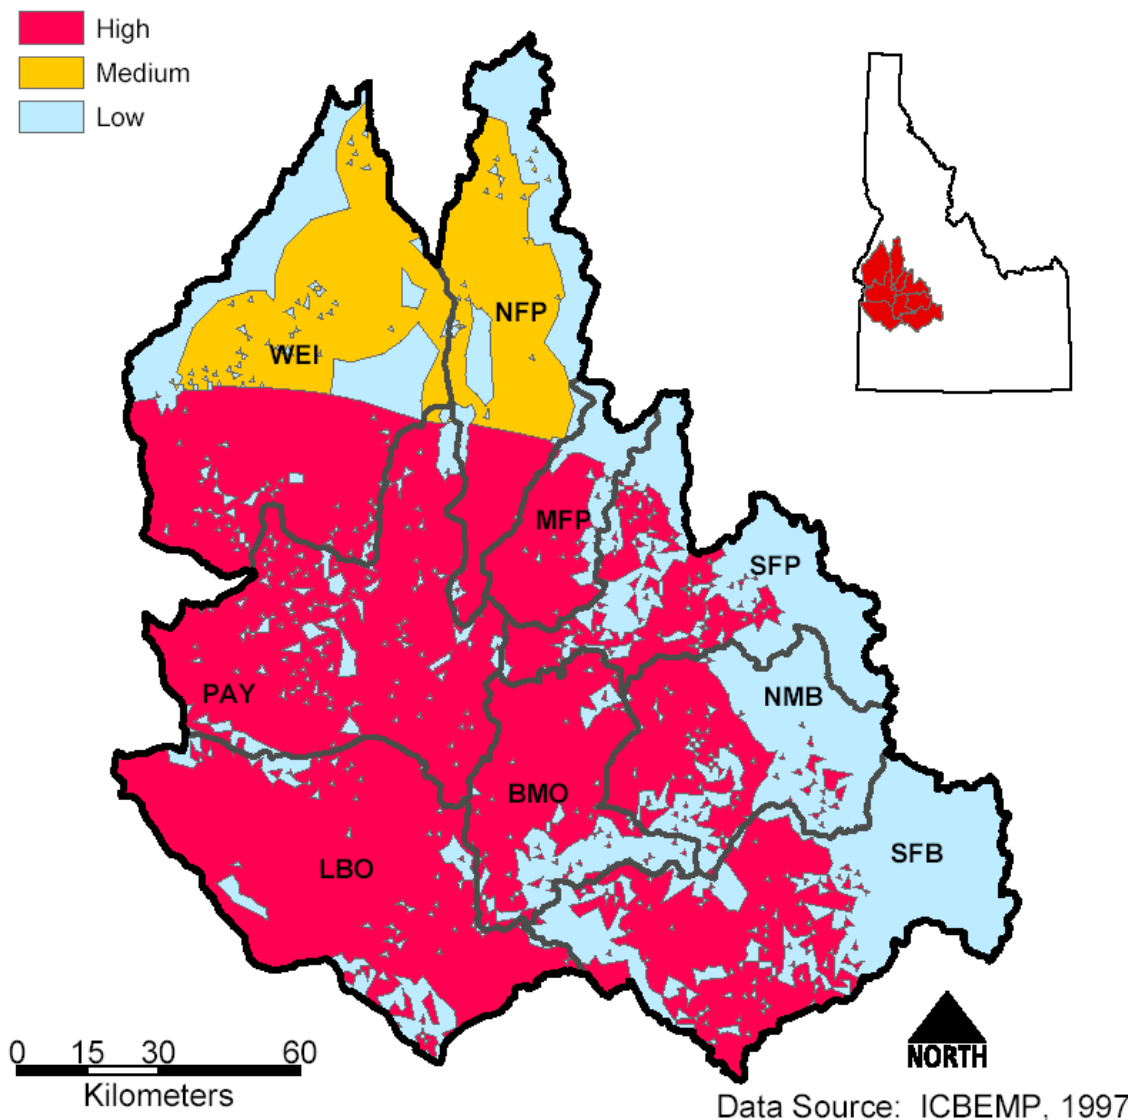 High
Medium
Low
NFP
WEI
MFP
SFP
PAY
NMB
BMO
LBO
SFB
0 15 30 60
Kilometers
NORTH
Data Source: ICBEMP, 1997